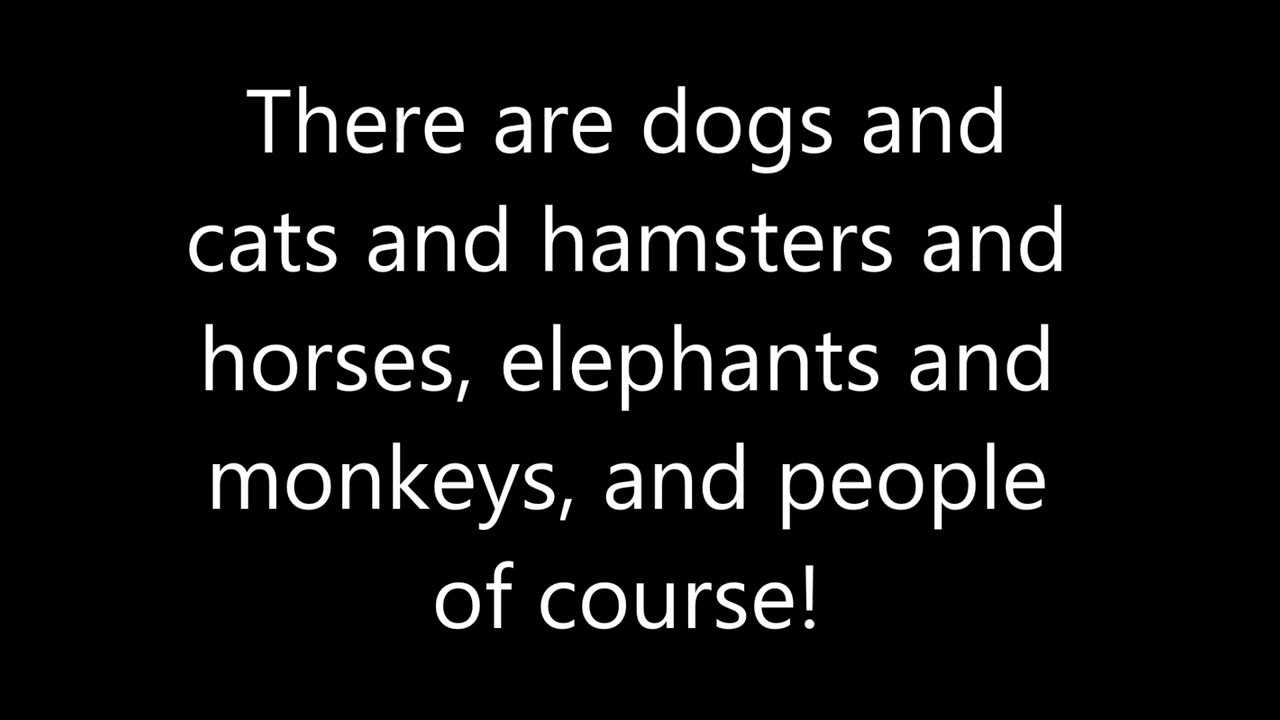 There are dogs and
cats and hamsters and
horses, elephants and
monkeys, and people
of course!